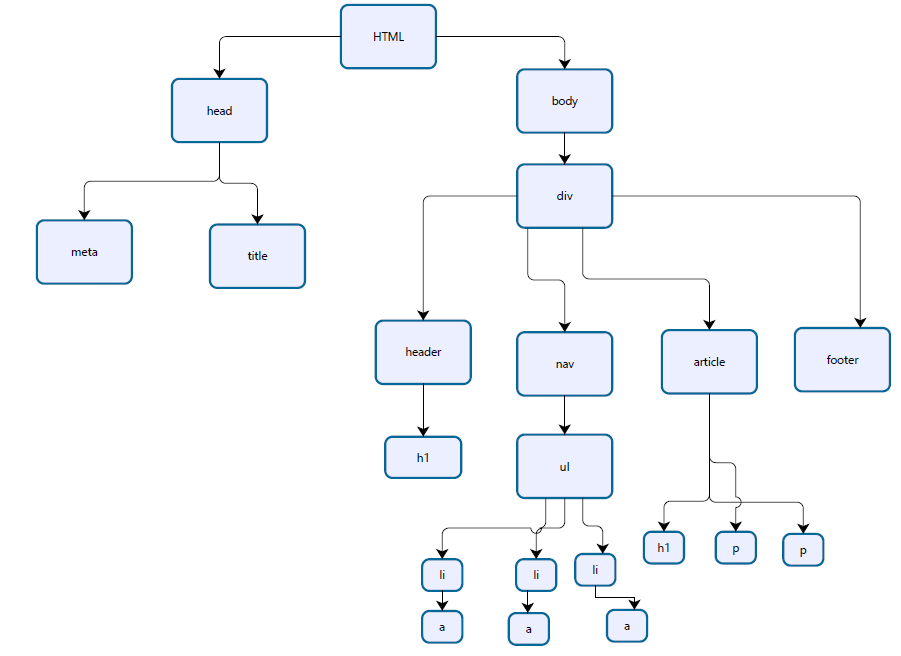 HTML
head
body
meta
title
div
header
nav
article
footer
h1
ul
h1
p
p
li
li
li
a
a
a